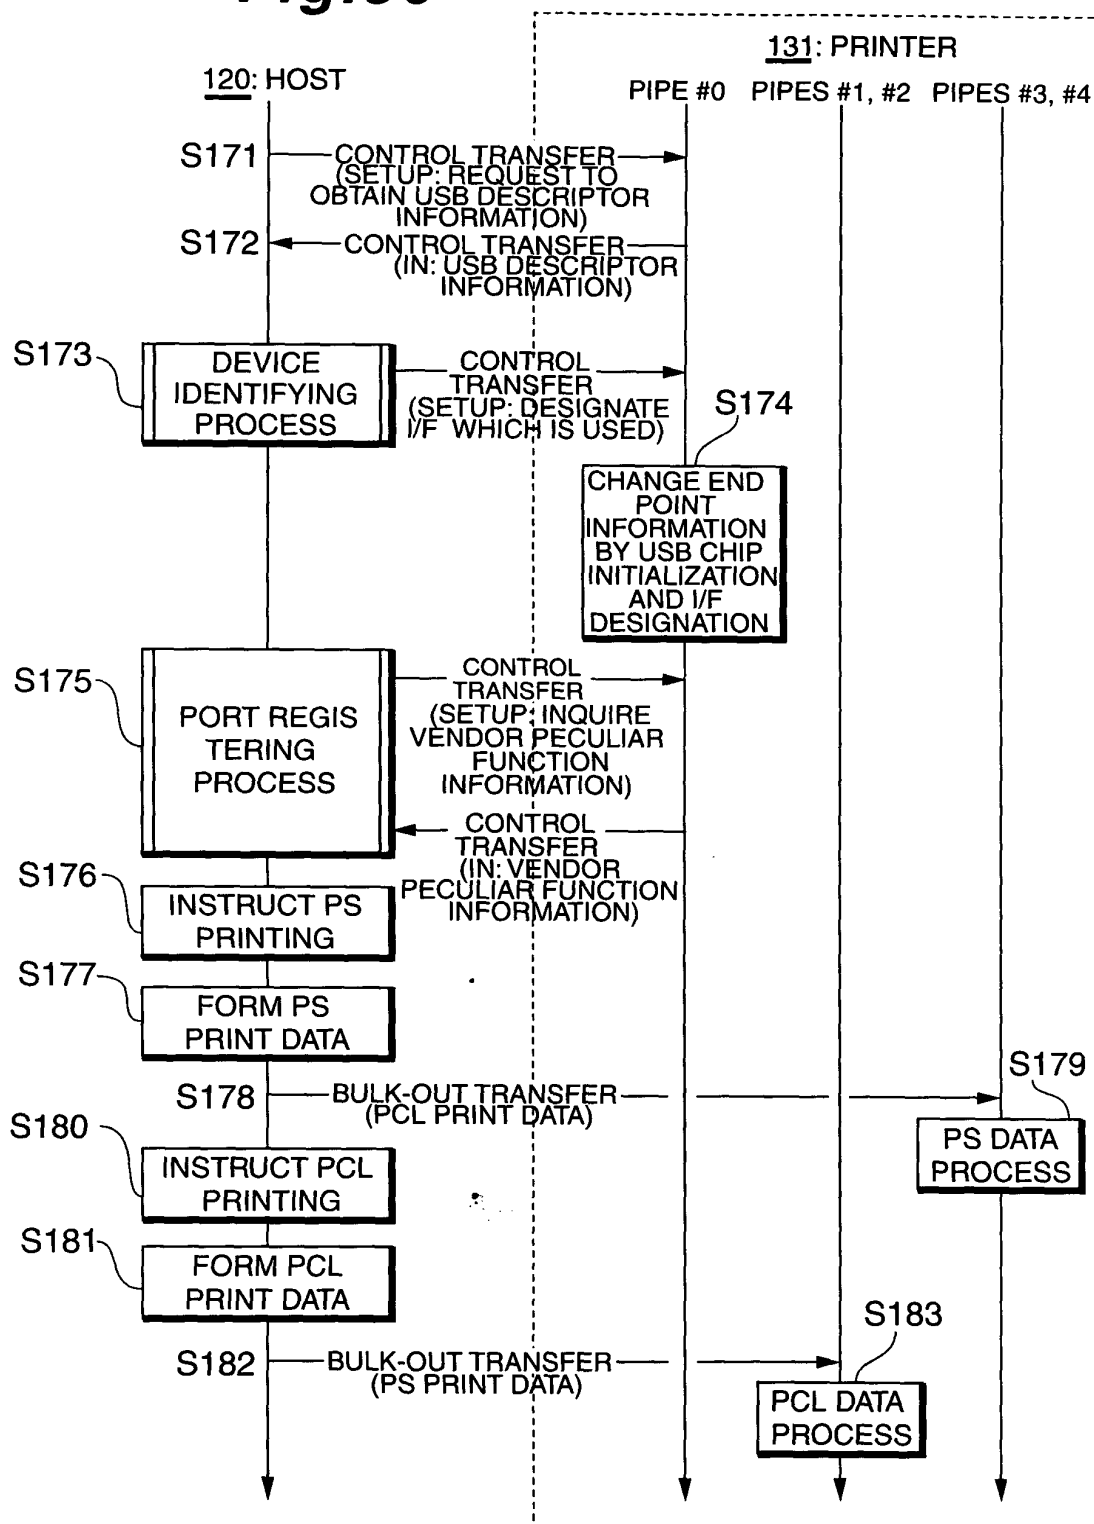 131: PRINTER
120: HOST
PIPE #0 PIPES #1, #2 PIPES #3, #4
S171
CONTROL TRANSFER
(SETUP: REQUEST TO
OBTAIN USB DESCRIPTOR
INFORMATION)
S172
CONTROL TRANSFER
(IN: USB DESCRIPTOR
INFORMATION)
S173
DEVICE
IDENTIFYING
PROCESS
CONTROL
TRANSFER
(SETUP: DESIGNATE
I/F WHICH IS USED)
S174
CHANGE END
POINT
INFORMATION
BY USB CHIP
INITIALIZATION
AND I/F
DESIGNATION
S175
PORT REGIS
TERING
PROCESS
CONTROL
TRANSFER
(SETUP: INQUIRE
VENDOR PECULIAR
FUNCTION
INFORMATION)
CONTROL
TRANSFER
(IN: VENDOR
PECULIAR FUNCTION
INFORMATION)
S176
INSTRUCT PS
PRINTING
S177
FORM PS
PRINT DATA
S178
BULK-OUT TRANSFER
(PCL PRINT DATA)
S179
PS DATA
PROCESS
S180
INSTRUCT PCL
PRINTING
S181
FORM PCL
PRINT DATA
S182
BULK-OUT TRANSFER
(PS PRINT DATA)
S183
PCL DATA
PROCESS